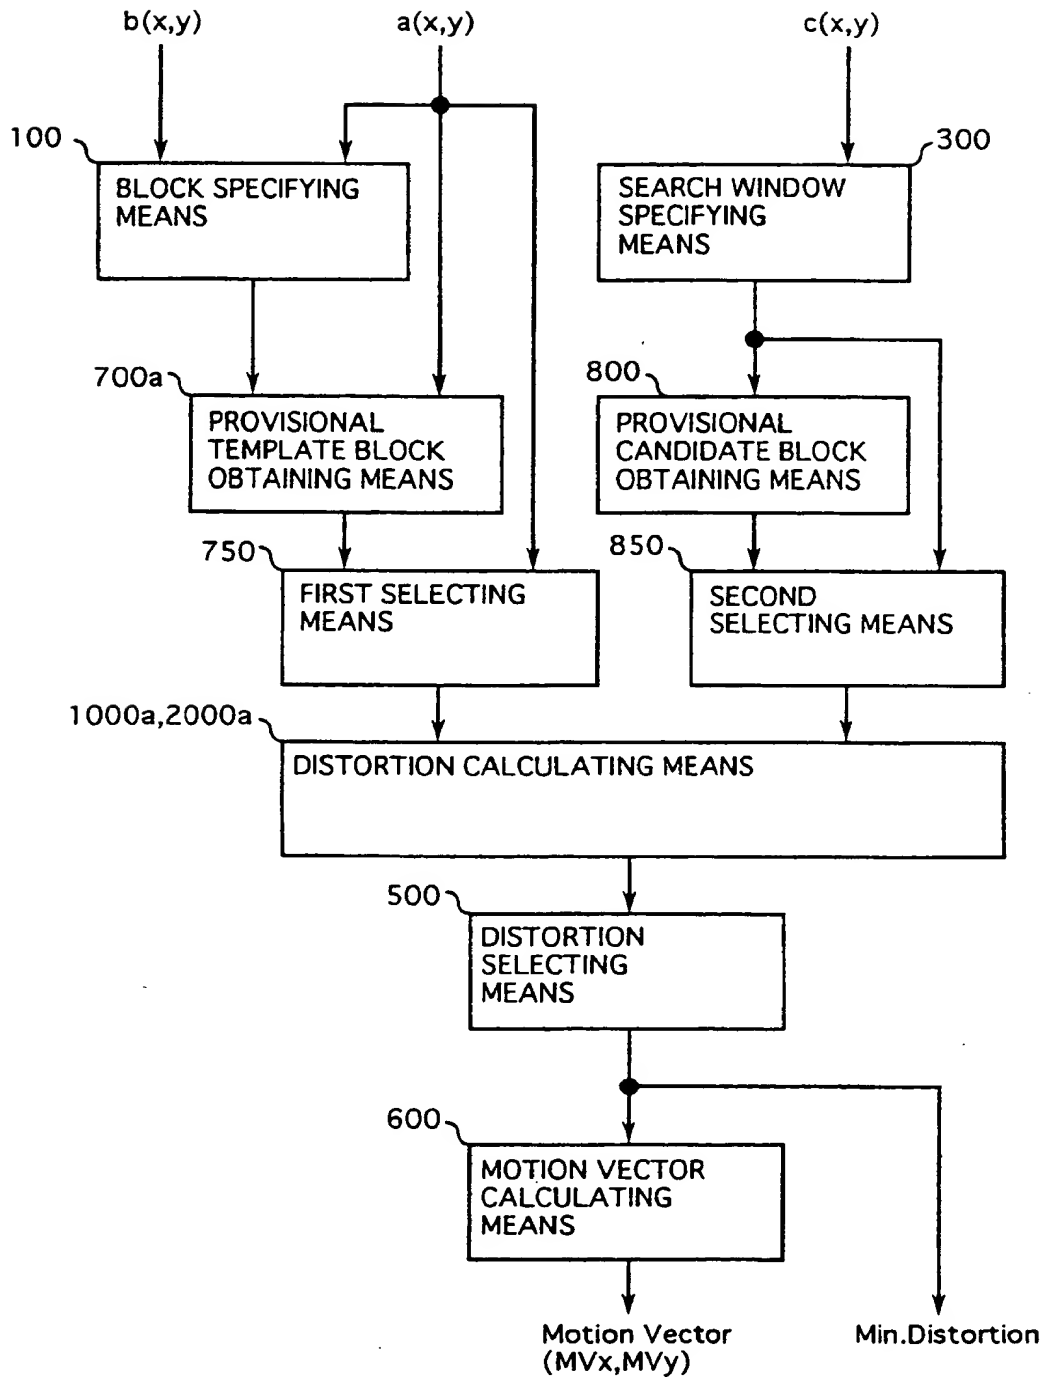 b(x,y)
a(x,y)
c(x,y)
100
BLOCK SPECIFYING
MEANS
300
SEARCH WINDOW
SPECIFYING
MEANS
700a
PROVISIONAL
TEMPLATE BLOCK
OBTAINING MEANS
800
PROVISIONAL
CANDIDATE BLOCK
OBTAINING MEANS
750
FIRST SELECTING
MEANS
850
SECOND
SELECTING MEANS
1000a,2000a
DISTORTION CALCULATING MEANS
500
DISTORTION
SELECTING
MEANS
600
MOTION VECTOR
CALCULATING
MEANS
Motion Vector
(MVx,MVy)
Min.Distortion